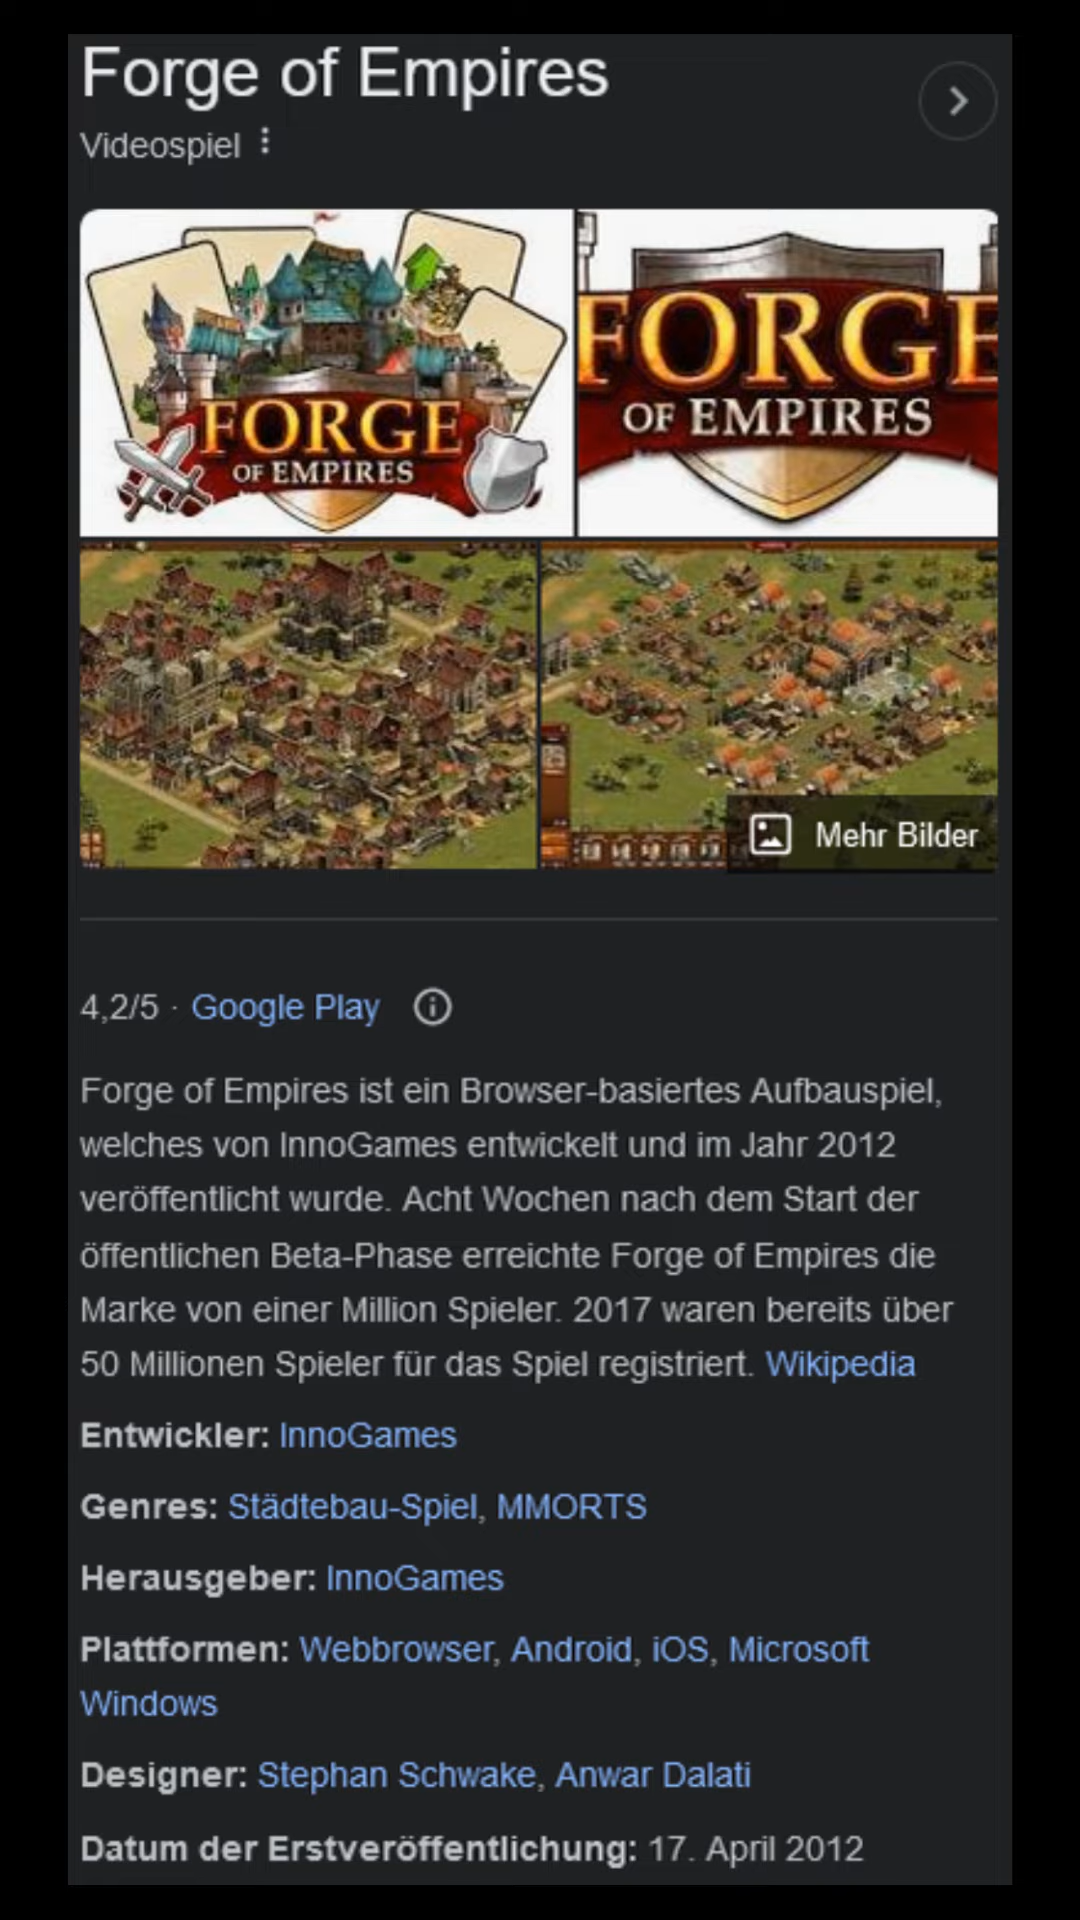 Forge of Empires
Videospiel
FORGE
OF EMPIRES
FORGE
OF EMPIRES
Mehr Bilder
4,2/5 · Google Play
Forge of Empires ist ein Browser-basiertes Aufbauspiel,
welches von InnoGames entwickelt und im Jahr 2012
veröffentlicht wurde. Acht Wochen nach dem Start der
öffentlichen Beta-Phase erreichte Forge of Empires die
Marke von einer Million Spieler. 2017 waren bereits über
50 Millionen Spieler für das Spiel registriert. Wikipedia
Entwickler: InnoGames
Genres: Städtebau-Spiel, MMORTS
Herausgeber: InnoGames
Plattformen: Webbrowser, Android, iOS, Microsoft
Windows
Designer: Stephan Schwake, Anwar Dalati
Datum der Erstveröffentlichung: 17. April 2012